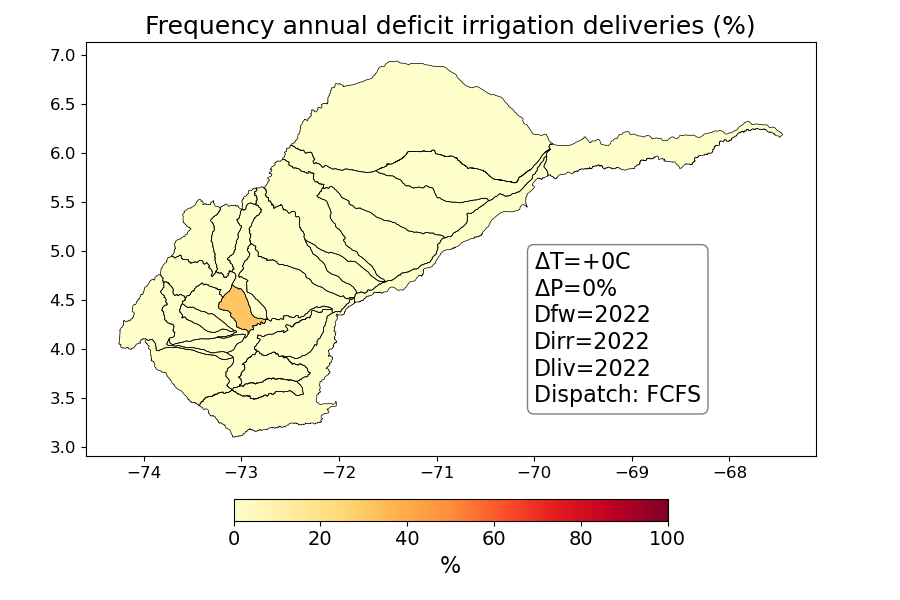 Frequency annual deficit irrigation deliveries (%)
7.0
6.5
6.0
5.5
5.0
4.5
4.0
3.5
3.0
ΔT=+0C
ΔP=0%
Dfw=2022
Dirr=2022
Dliv=2022
Dispatch: FCFS
−74 −73 −72 −71 −70 −69 −68
0 20 40 60 80 100
%